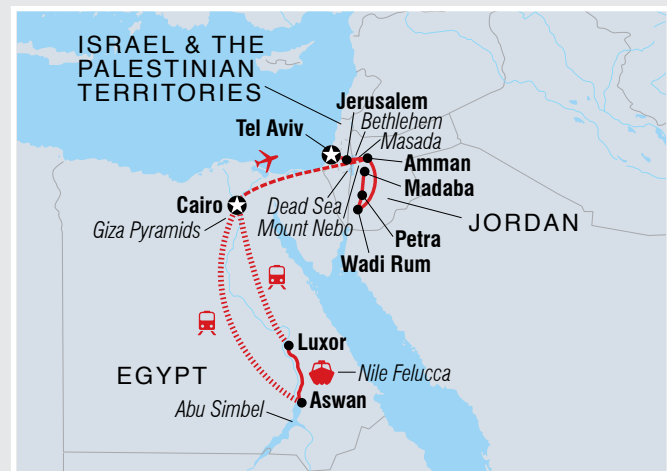 ISRAEL & THE
PALESTINIAN
TERRITORIES
Jerusalem
Bethlehem
Tel Aviv
Masada
Amman
Madaba
Cairo
Dead Sea
Giza Pyramids
Mount Nebo
JORDAN
Petra
Wadi Rum
Luxor
EGYPT
Nile Felucca
Aswan
Abu Simbel